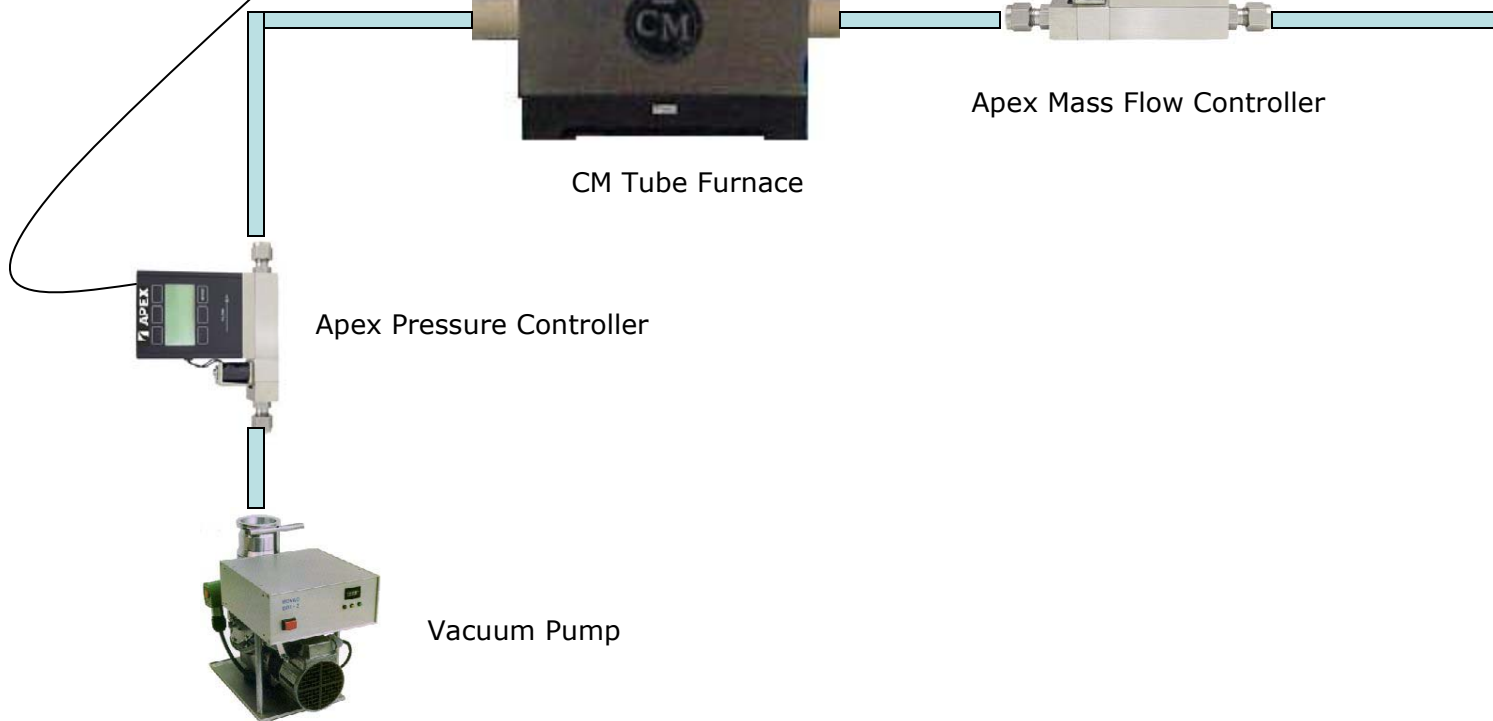 CM
Apex Mass Flow Controller
CM Tube Furnace
APEX
Apex Pressure Controller
Vacuum Pump